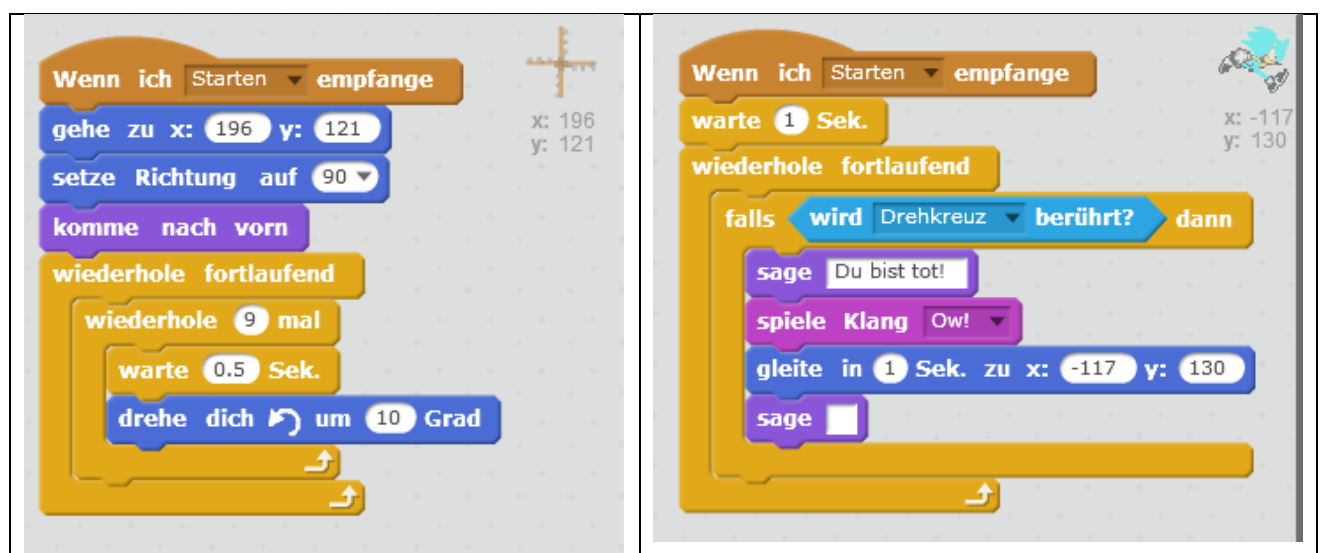 Wenn ich Starten empfange
gehe zu x: 196 y: 121
setze Richtung auf 90
komme nach vorn
wiederhole fortlaufend
wiederhole 9 mal
warte 0.5 Sek.
drehe dich um 10 Grad
x: 196
y: 121
Wenn ich Starten empfange
warte 1 Sek.
wiederhole fortlaufend
falls wird Drehkreuz berührt? dann
sage Du bist tot!
spiele Klang Ow!
gleite in 1 Sek. zu x: -117 y: 130
sage
x: -117
y: 130